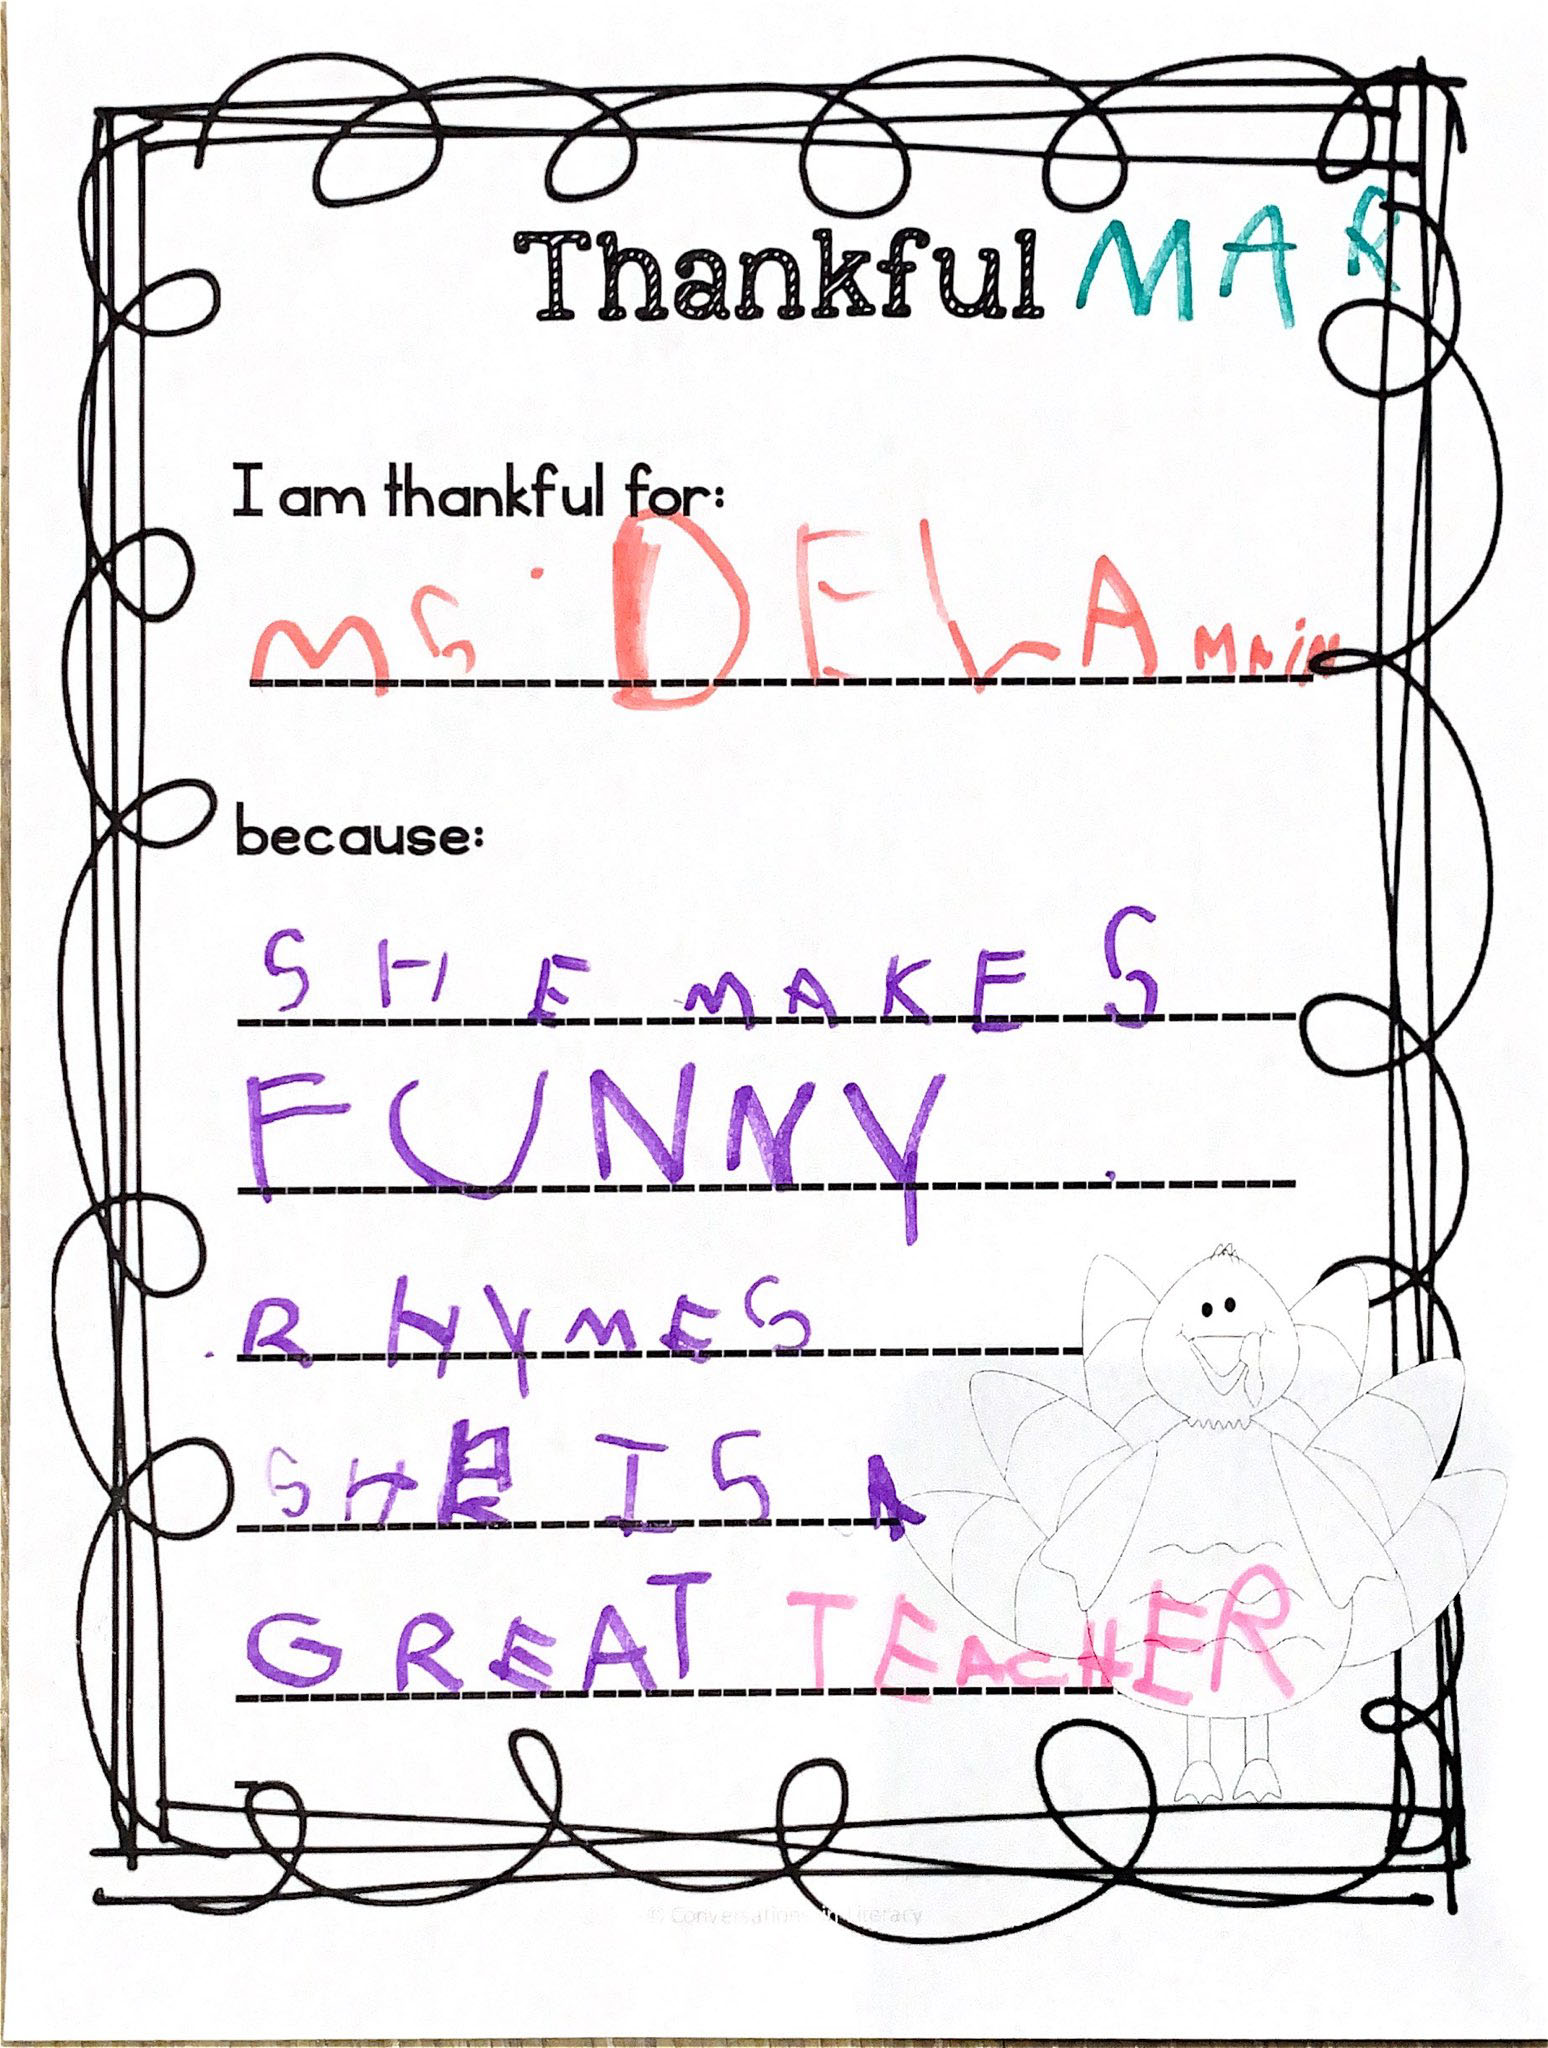 Thankful MAR
I am thankful for:
MS. DELAMAIN
because:
SHE MAKES
FUNNY .
. RHYMES
SHE IS A
GREAT TEACHER
© Conversations in Literacy